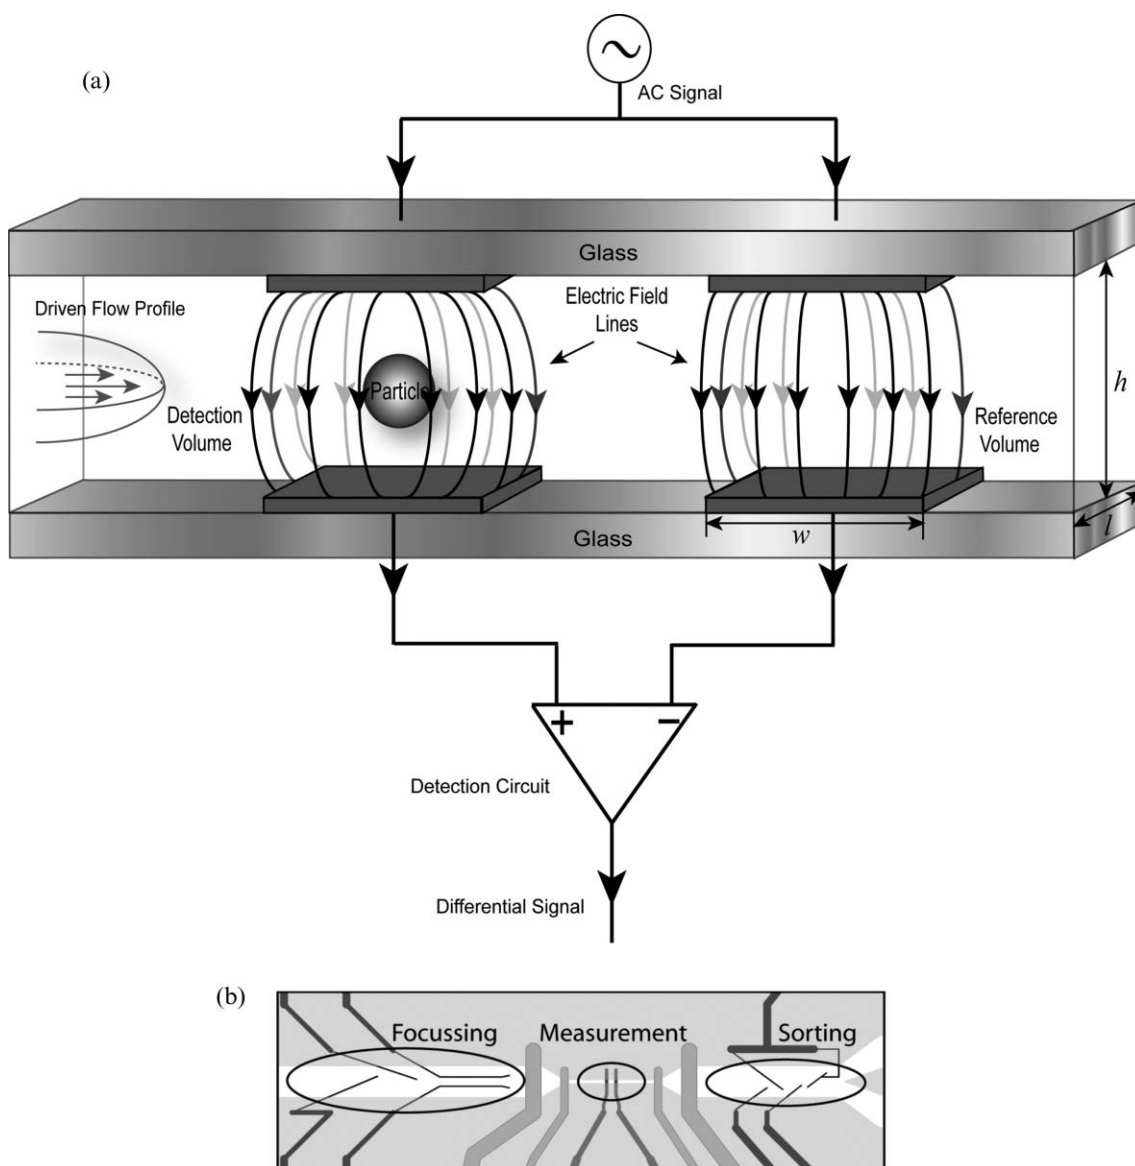 (a)
AC Signal
Glass
Driven Flow Profile
Electric Field
Lines
Particle
h
Detection
Volume
Reference
Volume
w
l
Glass
+
−
Detection Circuit
Differential Signal
(b)
Focussing
Measurement
Sorting